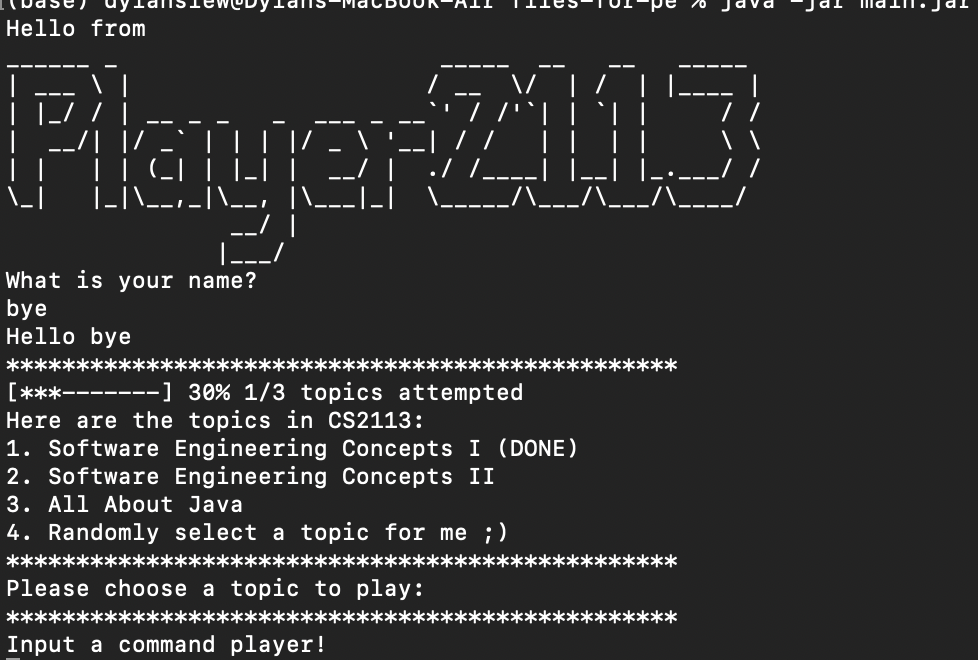 (base) dylansiew@Dylans-MacBook-Air files-for-pe % java -jar main.jar
Hello from
Player2113
What is your name?
bye
Hello bye
************************************************
[***-------] 30% 1/3 topics attempted
Here are the topics in CS2113:
1. Software Engineering Concepts I (DONE)
2. Software Engineering Concepts II
3. All About Java
4. Randomly select a topic for me ;)
************************************************
Please choose a topic to play:
************************************************
Input a command player!